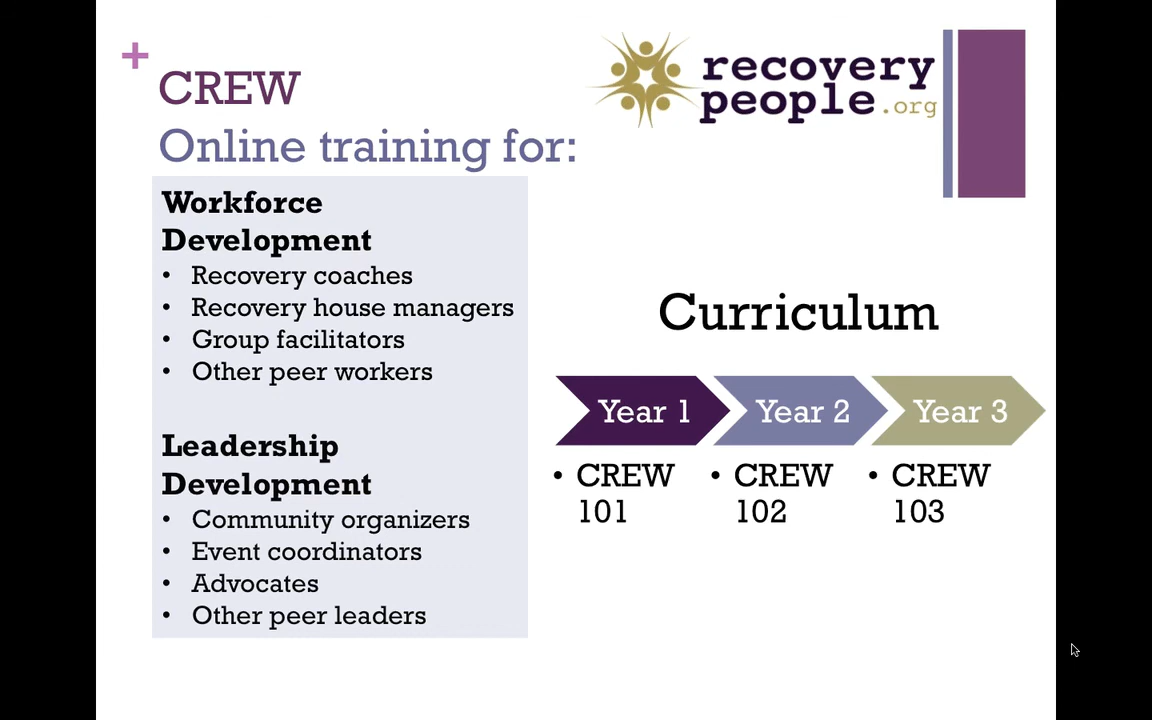 +
CREW
Online training for:
recovery
people.org
Workforce
Development
• Recovery coaches
• Recovery house managers
• Group facilitators
• Other peer workers
Leadership
Development
• Community organizers
• Event coordinators
• Advocates
• Other peer leaders
Curriculum
Year 1
• CREW
101
Year 2
• CREW
102
Year 3
• CREW
103